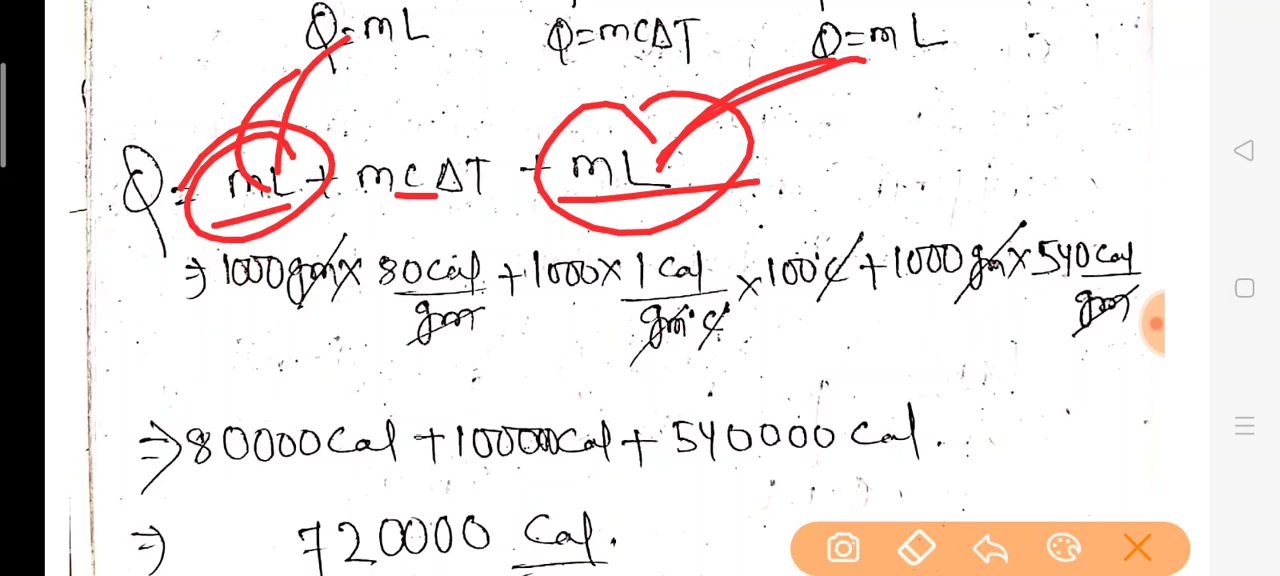 Q=mL Q=mCΔT Q=mL
Q= mL + mCΔT + mL
⇒ 1000gm× 80Cal/gm + 1000× 1Cal/gm°C ×100°C + 1000gm× 540Cal/gm
⇒ 80000Cal + 100000Cal + 540000Cal.
⇒ 720000 Cal.